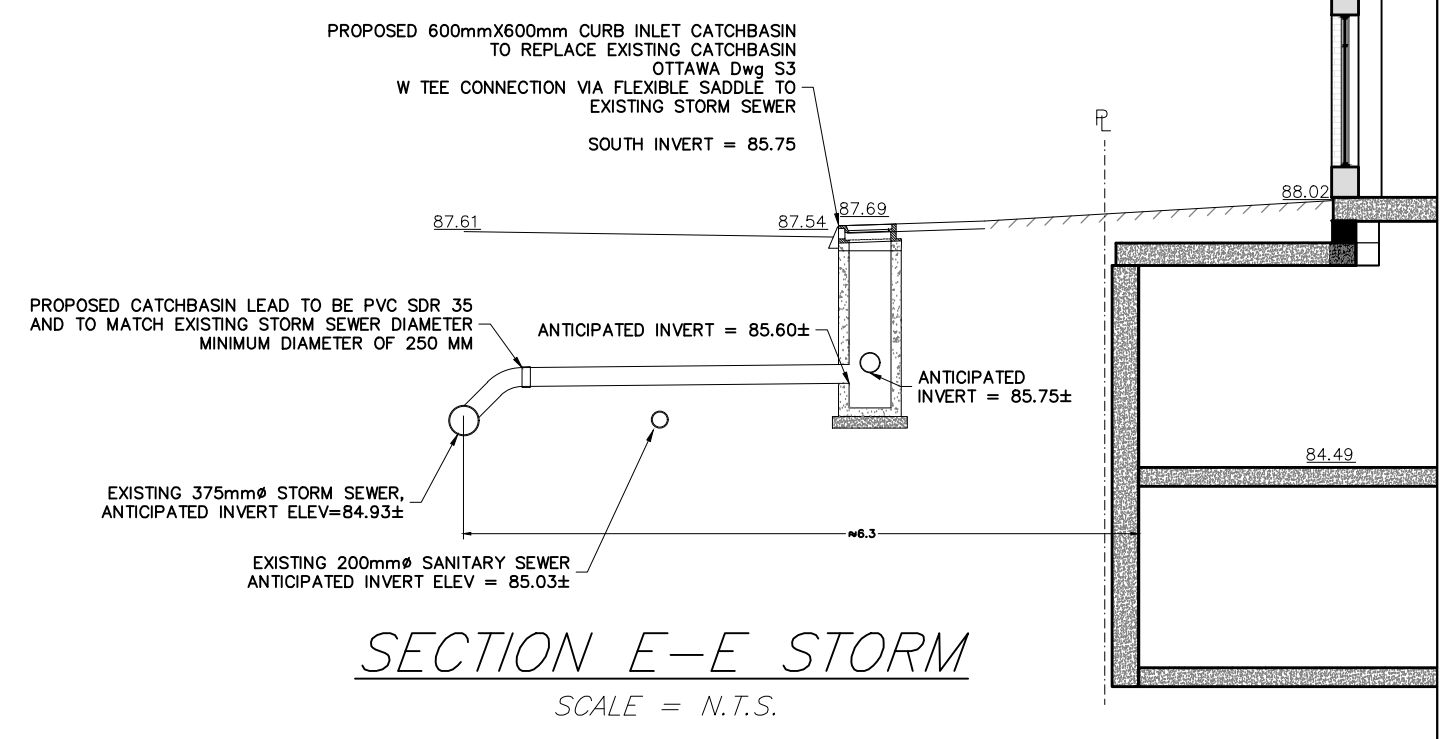 PROPOSED 600mmX600mm CURB INLET CATCHBASIN
TO REPLACE EXISTING CATCHBASIN
OTTAWA Dwg S3
W TEE CONNECTION VIA FLEXIBLE SADDLE TO
EXISTING STORM SEWER
SOUTH INVERT = 85.75
PL
88.02
87.61
87.54
87.69
PROPOSED CATCHBASIN LEAD TO BE PVC SDR 35
AND TO MATCH EXISTING STORM SEWER DIAMETER
MINIMUM DIAMETER OF 250 MM
ANTICIPATED INVERT = 85.60±
ANTICIPATED
INVERT = 85.75±
84.49
EXISTING 375mmø STORM SEWER,
ANTICIPATED INVERT ELEV=84.93±
≈6.3
EXISTING 200mmø SANITARY SEWER
ANTICIPATED INVERT ELEV = 85.03±
SECTION E-E STORM
SCALE = N.T.S.